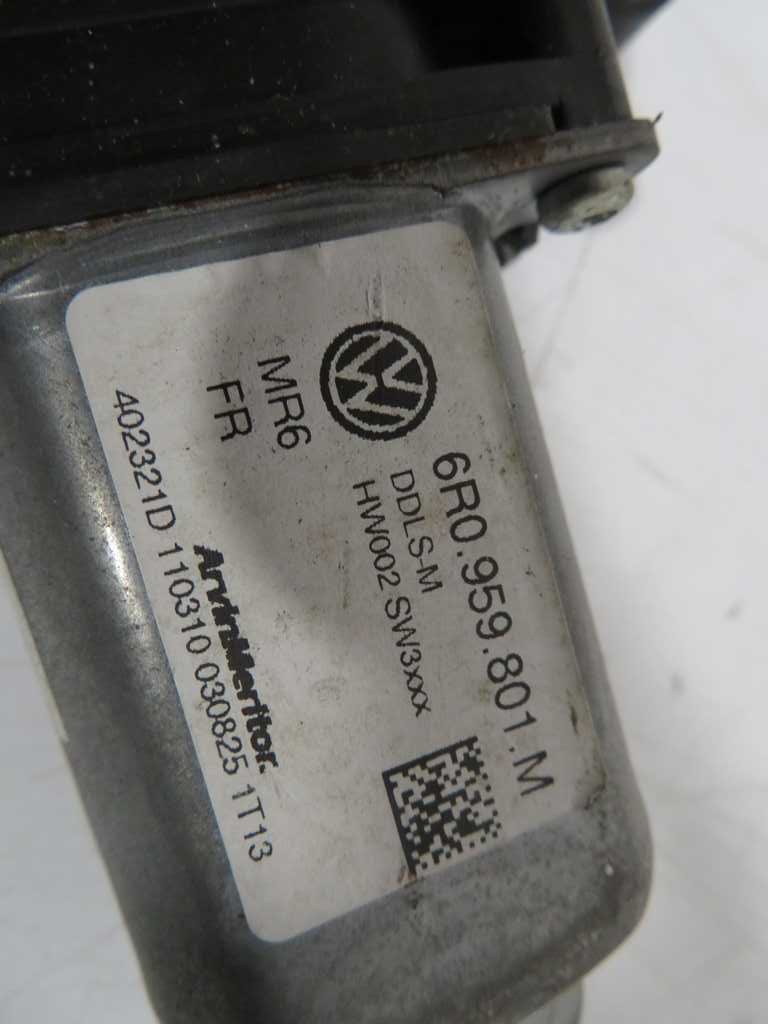 6R0.959.801.M
DDLS-M
HW002 SW3xxx
MR6
FR
ArvinMeritor.
402321D 110310 030825 1T13